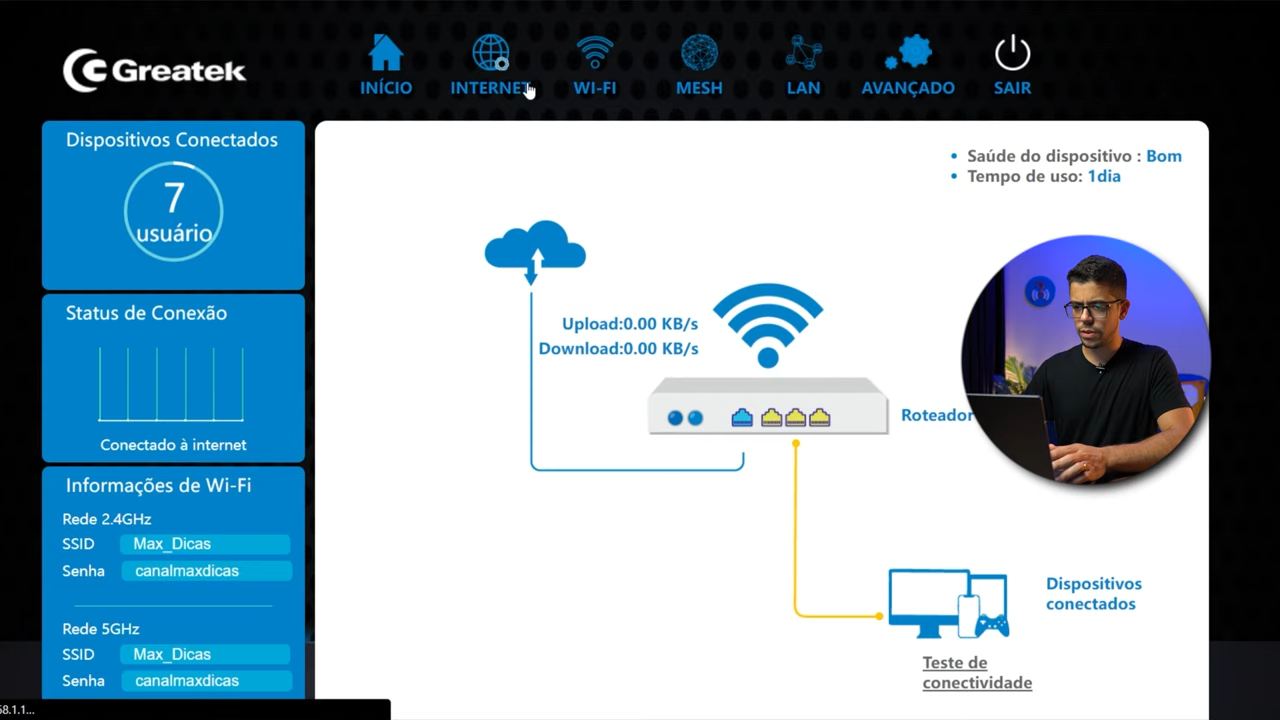 Greatek
INÍCIO
INTERNET
WI-FI
MESH
LAN
AVANÇADO
SAIR
Dispositivos Conectados
7
usuário
Status de Conexão
Conectado à internet
Informações de Wi-Fi
Rede 2.4GHz
SSID Max_Dicas
Senha canalmaxdicas
Rede 5GHz
SSID Max_Dicas
Senha canalmaxdicas
• Saúde do dispositivo : Bom
• Tempo de uso: 1dia
Upload:0.00 KB/s
Download:0.00 KB/s
Roteador
Dispositivos
conectados
Teste de
conectividade
58.1.1...